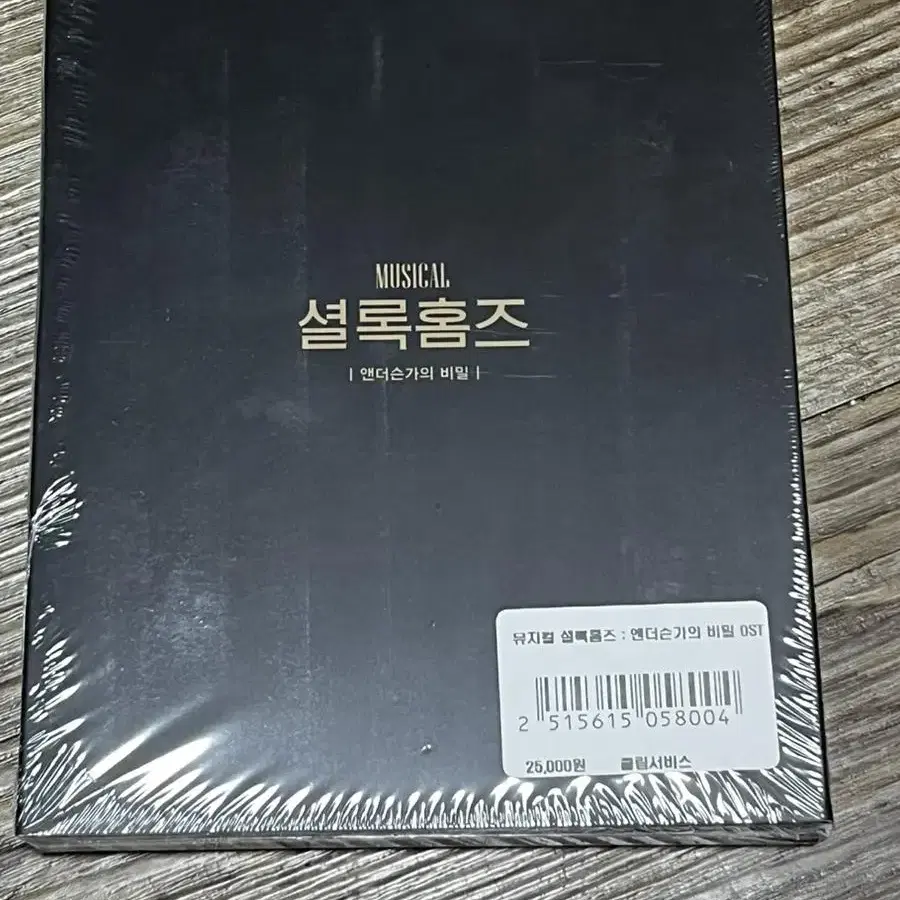 MUSICAL
셜록홈즈
| 앤더슨가의 비밀 |
뮤지컬 셜록홈즈 : 앤더슨가의 비밀 OST
2 515615 058004
25,000원 클립서비스